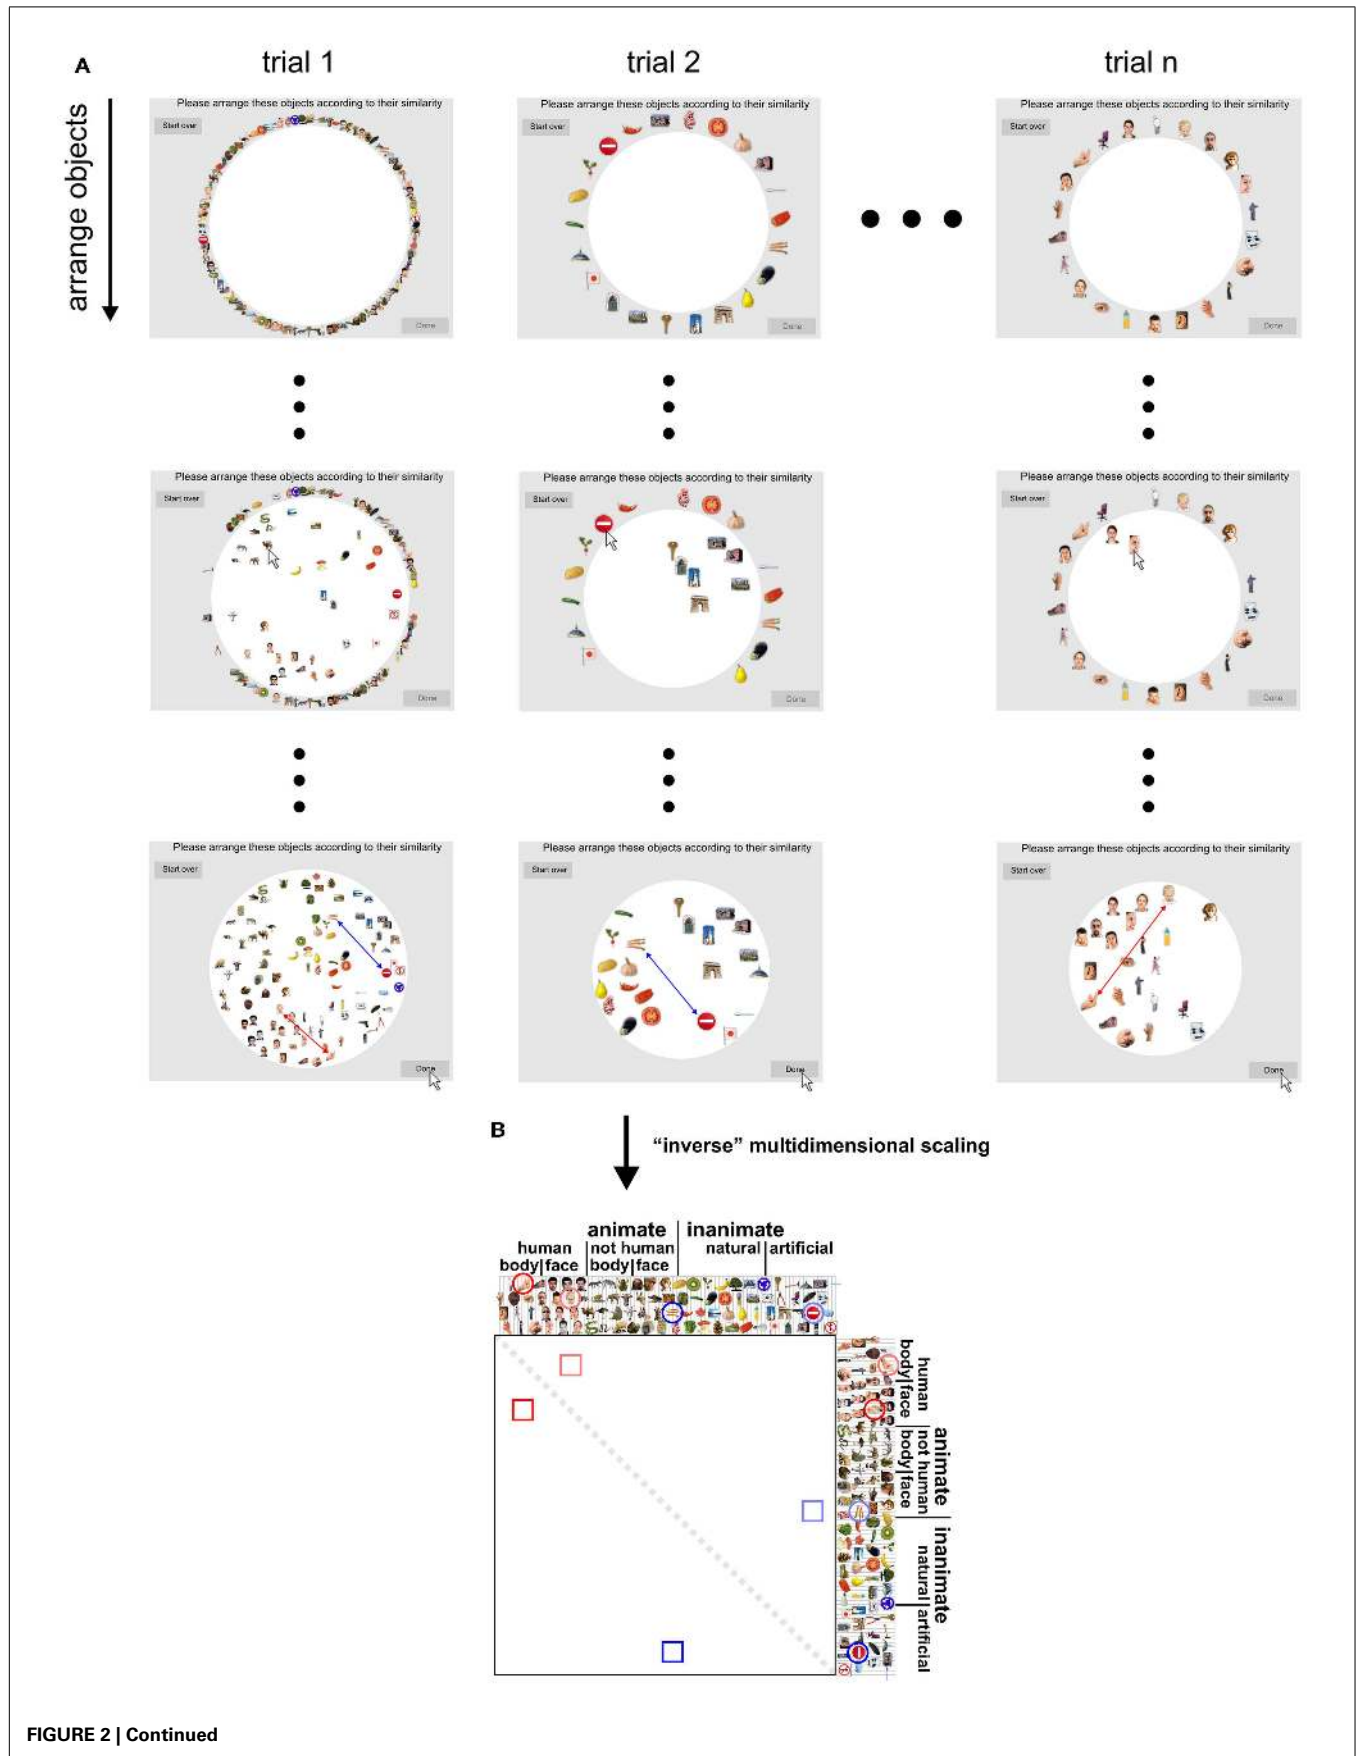 A
trial 1
trial 2
trial n
arrange objects
Please arrange these objects according to their similarity
Start over
Done
Please arrange these objects according to their similarity
Start over
Done
Please arrange these objects according to their similarity
Start over
Done
Please arrange these objects according to their similarity
Start over
Done
Please arrange these objects according to their similarity
Start over
Done
Please arrange these objects according to their similarity
Start over
Done
Please arrange these objects according to their similarity
Start over
Done
Please arrange these objects according to their similarity
Start over
Done
Please arrange these objects according to their similarity
Start over
Done
B
“inverse” multidimensional scaling
animate inanimate
human not human natural artificial
body face body face
human
body face
animate
not human
body face
inanimate
natural artificial
FIGURE 2 | Continued